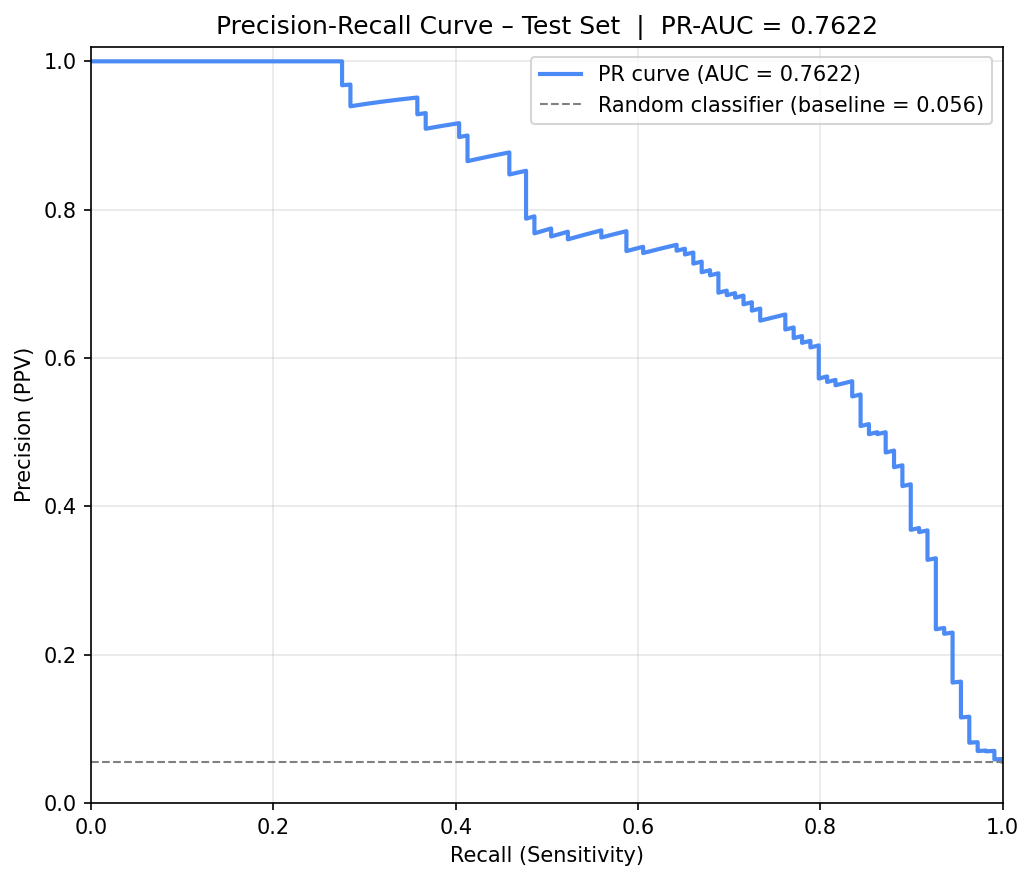 Precision-Recall Curve – Test Set | PR-AUC = 0.7622
PR curve (AUC = 0.7622)
Random classifier (baseline = 0.056)
Precision (PPV)
1.0
0.8
0.6
0.4
0.2
0.0
0.0 0.2 0.4 0.6 0.8 1.0
Recall (Sensitivity)